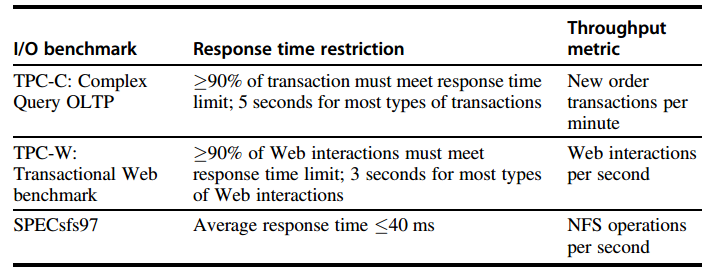 I/O benchmark Response time restriction Throughput metric
TPC-C: Complex ≥90% of transaction must meet response time New order
Query OLTP limit; 5 seconds for most types of transactions transactions per
minute
TPC-W: ≥90% of Web interactions must meet Web interactions
Transactional Web response time limit; 3 seconds for most types per second
benchmark of Web interactions
SPECsfs97 Average response time ≤40 ms NFS operations
per second